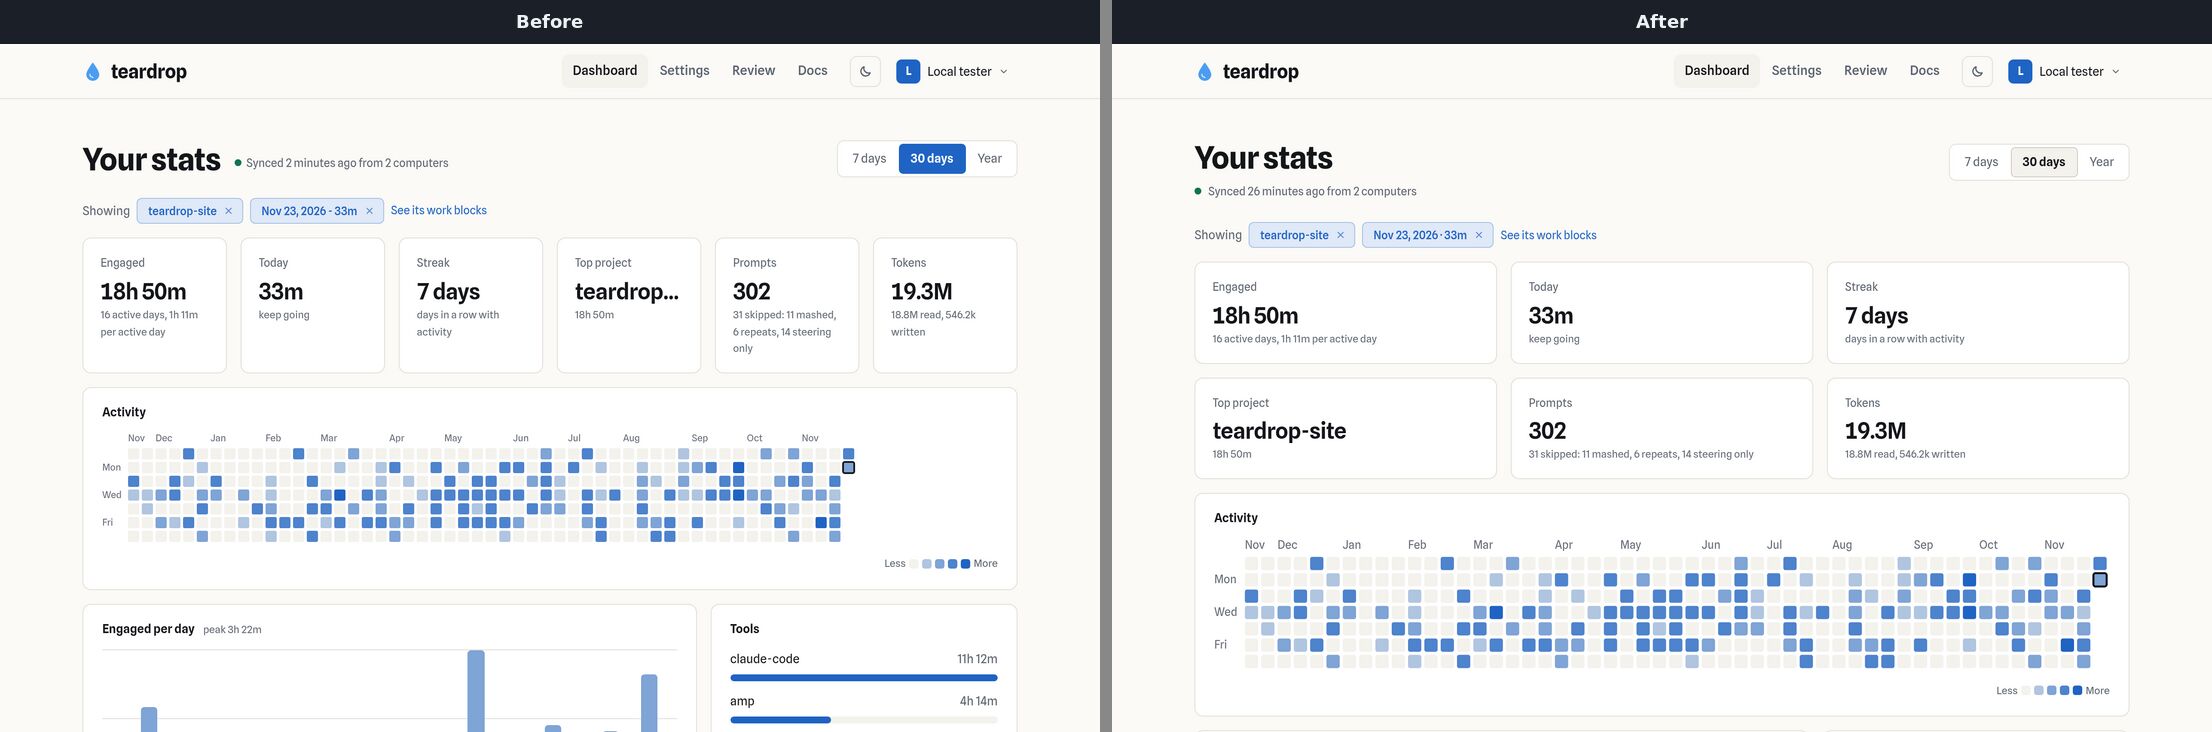 Before
teardrop
Dashboard Settings Review Docs L Local tester
Your stats Synced 2 minutes ago from 2 computers
7 days 30 days Year
Showing teardrop-site × Nov 23, 2026 - 33m × See its work blocks
Engaged
18h 50m
16 active days, 1h 11m
per active day
Today
33m
keep going
Streak
7 days
days in a row with
activity
Top project
teardrop...
18h 50m
Prompts
302
31 skipped: 11 mashed,
6 repeats, 14 steering
only
Tokens
19.3M
18.8M read, 546.2k
written
Activity
Nov Dec Jan Feb Mar Apr May Jun Jul Aug Sep Oct Nov
Mon
Wed
Fri
Less More
Engaged per day peak 3h 22m
Tools
claude-code 11h 12m
amp 4h 14m
After
teardrop
Dashboard Settings Review Docs L Local tester
Your stats
7 days 30 days Year
Synced 26 minutes ago from 2 computers
Showing teardrop-site × Nov 23, 2026 · 33m × See its work blocks
Engaged
18h 50m
16 active days, 1h 11m per active day
Today
33m
keep going
Streak
7 days
days in a row with activity
Top project
teardrop-site
18h 50m
Prompts
302
31 skipped: 11 mashed, 6 repeats, 14 steering only
Tokens
19.3M
18.8M read, 546.2k written
Activity
Nov Dec Jan Feb Mar Apr May Jun Jul Aug Sep Oct Nov
Mon
Wed
Fri
Less More